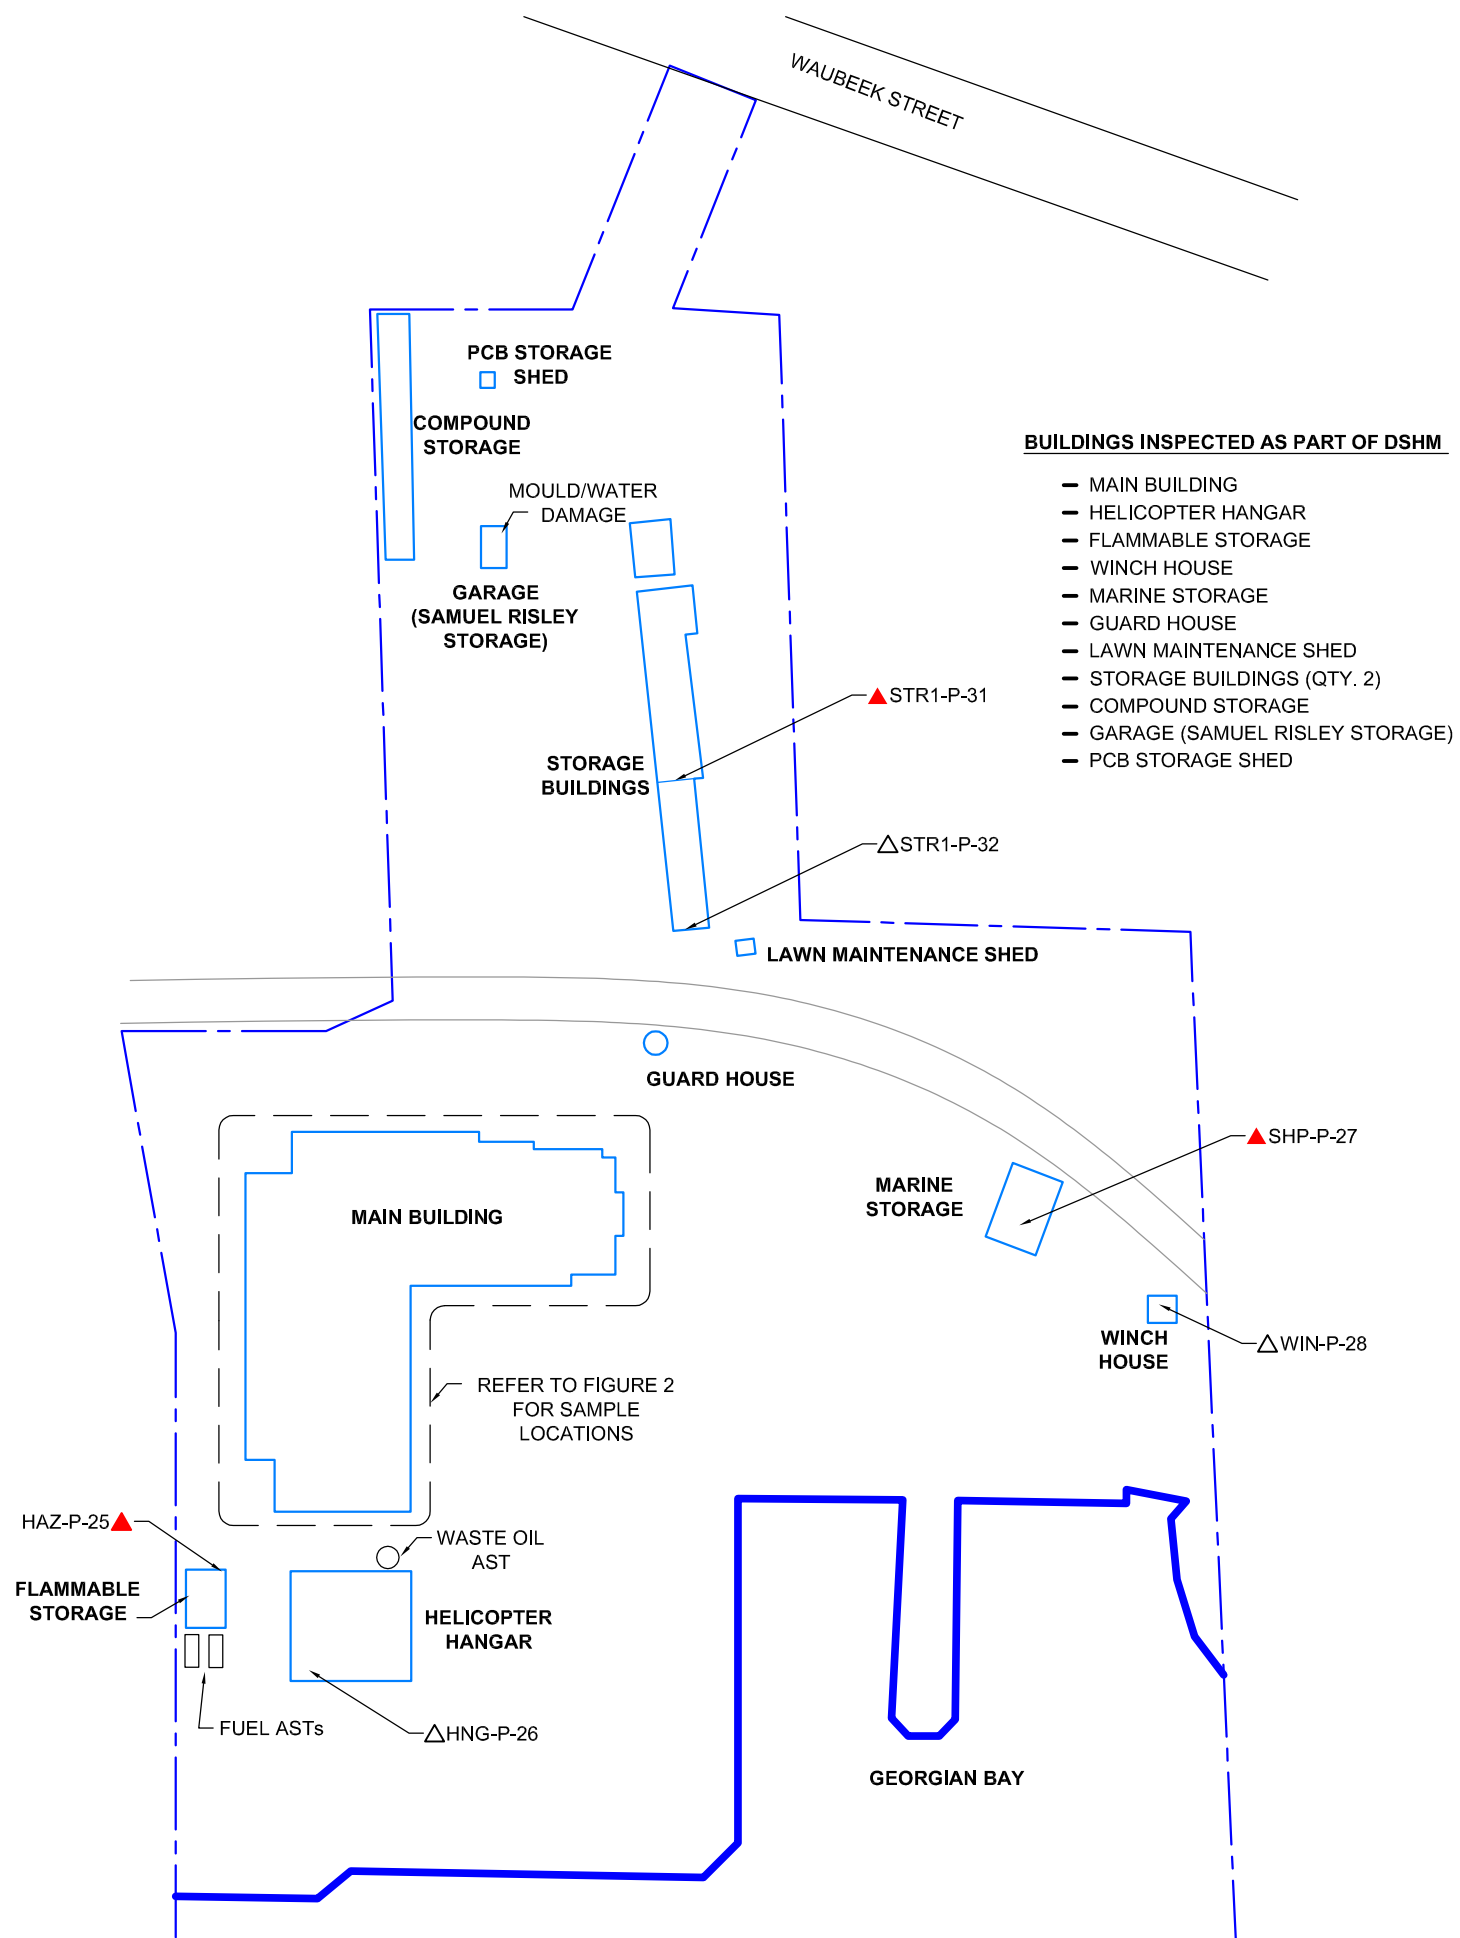 WAUBEEK STREET
PCB STORAGE
SHED
COMPOUND
STORAGE
MOULD/WATER
DAMAGE
GARAGE
(SAMUEL RISLEY
STORAGE)
BUILDINGS INSPECTED AS PART OF DSHM
- MAIN BUILDING
- HELICOPTER HANGAR
- FLAMMABLE STORAGE
- WINCH HOUSE
- MARINE STORAGE
- GUARD HOUSE
- LAWN MAINTENANCE SHED
- STORAGE BUILDINGS (QTY. 2)
- COMPOUND STORAGE
- GARAGE (SAMUEL RISLEY STORAGE)
- PCB STORAGE SHED
STR1-P-31
STORAGE
BUILDINGS
STR1-P-32
LAWN MAINTENANCE SHED
GUARD HOUSE
SHP-P-27
MARINE
STORAGE
MAIN BUILDING
WINCH
HOUSE
WIN-P-28
REFER TO FIGURE 2
FOR SAMPLE
LOCATIONS
HAZ-P-25
WASTE OIL
AST
FLAMMABLE
STORAGE
HELICOPTER
HANGAR
FUEL ASTs
HNG-P-26
GEORGIAN BAY